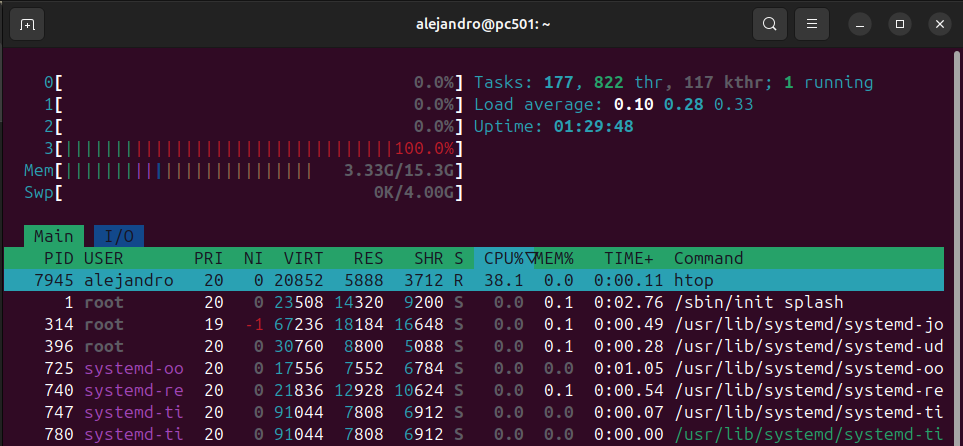 alejandro@pc501: ~
0[ 0.0%] Tasks: 177, 822 thr, 117 kthr; 1 running
1[ 0.0%] Load average: 0.10 0.28 0.33
2[ 0.0%] Uptime: 01:29:48
3[|||||||||||||||||||||||||||||||||100.0%]
Mem[||||||||||||||||||||||||| 3.33G/15.3G]
Swp[ 0K/4.00G]
Main I/O
PID USER PRI NI VIRT RES SHR S CPU%▽MEM% TIME+ Command
7945 alejandro 20 0 20852 5888 3712 R 38.1 0.0 0:00.11 htop
1 root 20 0 23508 14320 9200 S 0.0 0.1 0:02.76 /sbin/init splash
314 root 19 -1 67236 18184 16648 S 0.0 0.1 0:00.49 /usr/lib/systemd/systemd-jo
396 root 20 0 30760 8800 5088 S 0.0 0.1 0:00.28 /usr/lib/systemd/systemd-ud
725 systemd-oo 20 0 17556 7552 6784 S 0.0 0.0 0:01.05 /usr/lib/systemd/systemd-oo
740 systemd-re 20 0 21836 12928 10624 S 0.0 0.1 0:00.54 /usr/lib/systemd/systemd-re
747 systemd-ti 20 0 91044 7808 6912 S 0.0 0.0 0:00.07 /usr/lib/systemd/systemd-ti
780 systemd-ti 20 0 91044 7808 6912 S 0.0 0.0 0:00.00 /usr/lib/systemd/systemd-ti